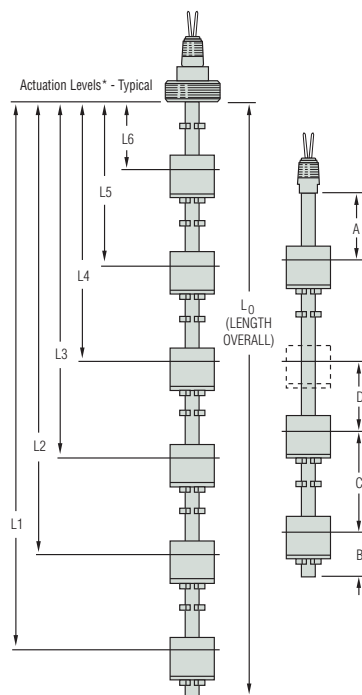 Actuation Levels* - Typical
L6
L5
L4
L3
L2
L1
L0
(LENGTH
OVERALL)
A
D
C
B